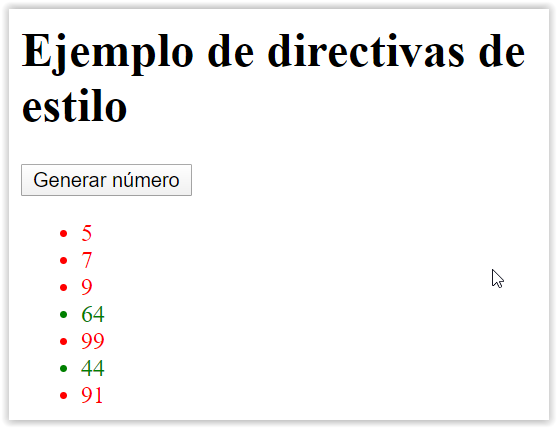 Ejemplo de directivas de
estilo
Generar número
5
7
9
64
99
44
91